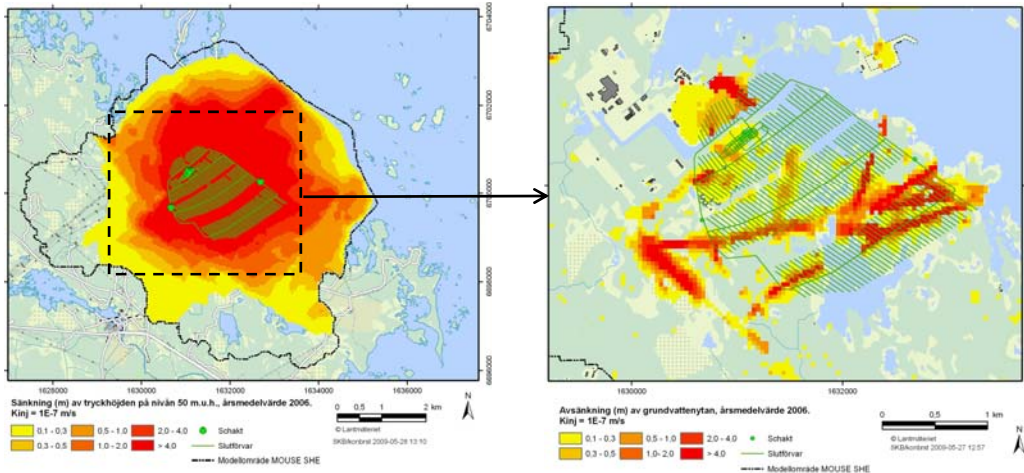 6704000
6702000
6700000
6698000
6696000
1628000 1630000 1632000 1634000 1636000
Sänkning (m) av tryckhöjden på nivån 50 m.u.h., årsmedelvärde 2006.
Kinj = 1E-7 m/s
0,1 - 0,3 0,5 - 1,0 2,0 - 4,0 Schakt
0,3 - 0,5 1,0 - 2,0 > 4,0 Slutförvar
Modellområde MOUSE SHE
0 0,5 1 2 km
N
© Lantmäteriet
SKB/konbrst 2009-05-28 13:10
1630000 1632000
Avsänkning (m) av grundvattenytan, årsmedelvärde 2006.
Kinj = 1E-7 m/s
0,1 - 0,3 0,5 - 1,0 2,0 - 4,0 Schakt
0,3 - 0,5 1,0 - 2,0 > 4,0 Slutförvar
Modellområde MOUSE SHE
0 0,5 1 km
N
© Lantmäteriet
SKB/konbrst 2009-05-27 12:57